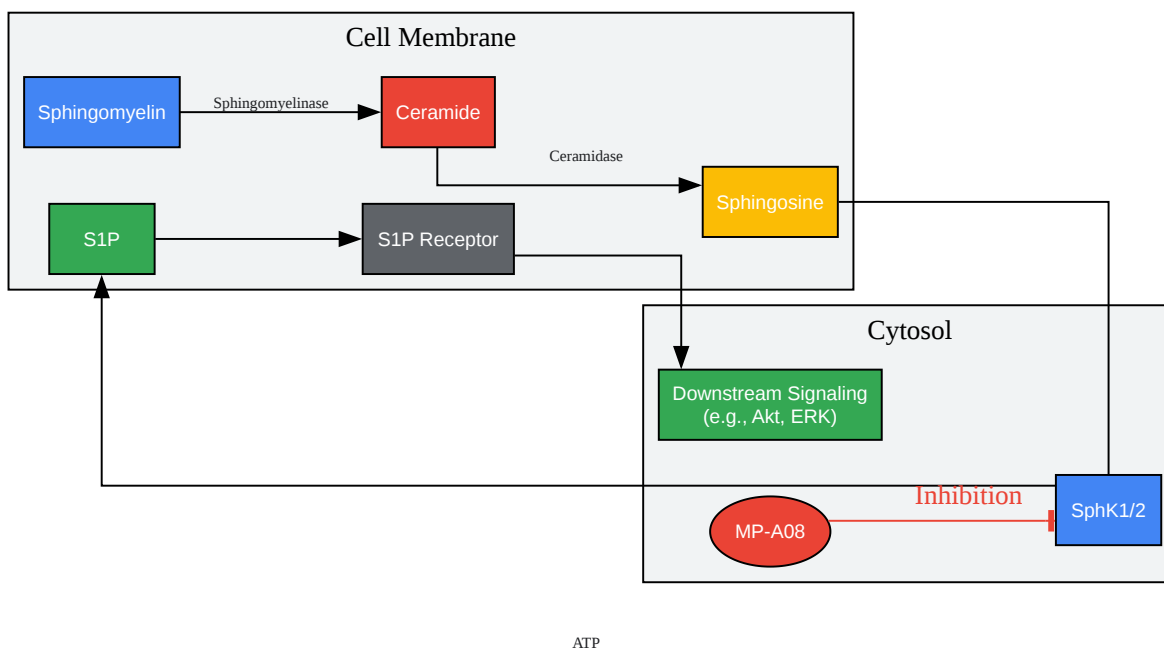 Cell Membrane
Sphingomyelin
Sphingomyelinase
Ceramide
Ceramidase
Sphingosine
S1P
S1P Receptor
Cytosol
Downstream Signaling
(e.g., Akt, ERK)
Inhibition
MP-A08
SphK1/2
ATP